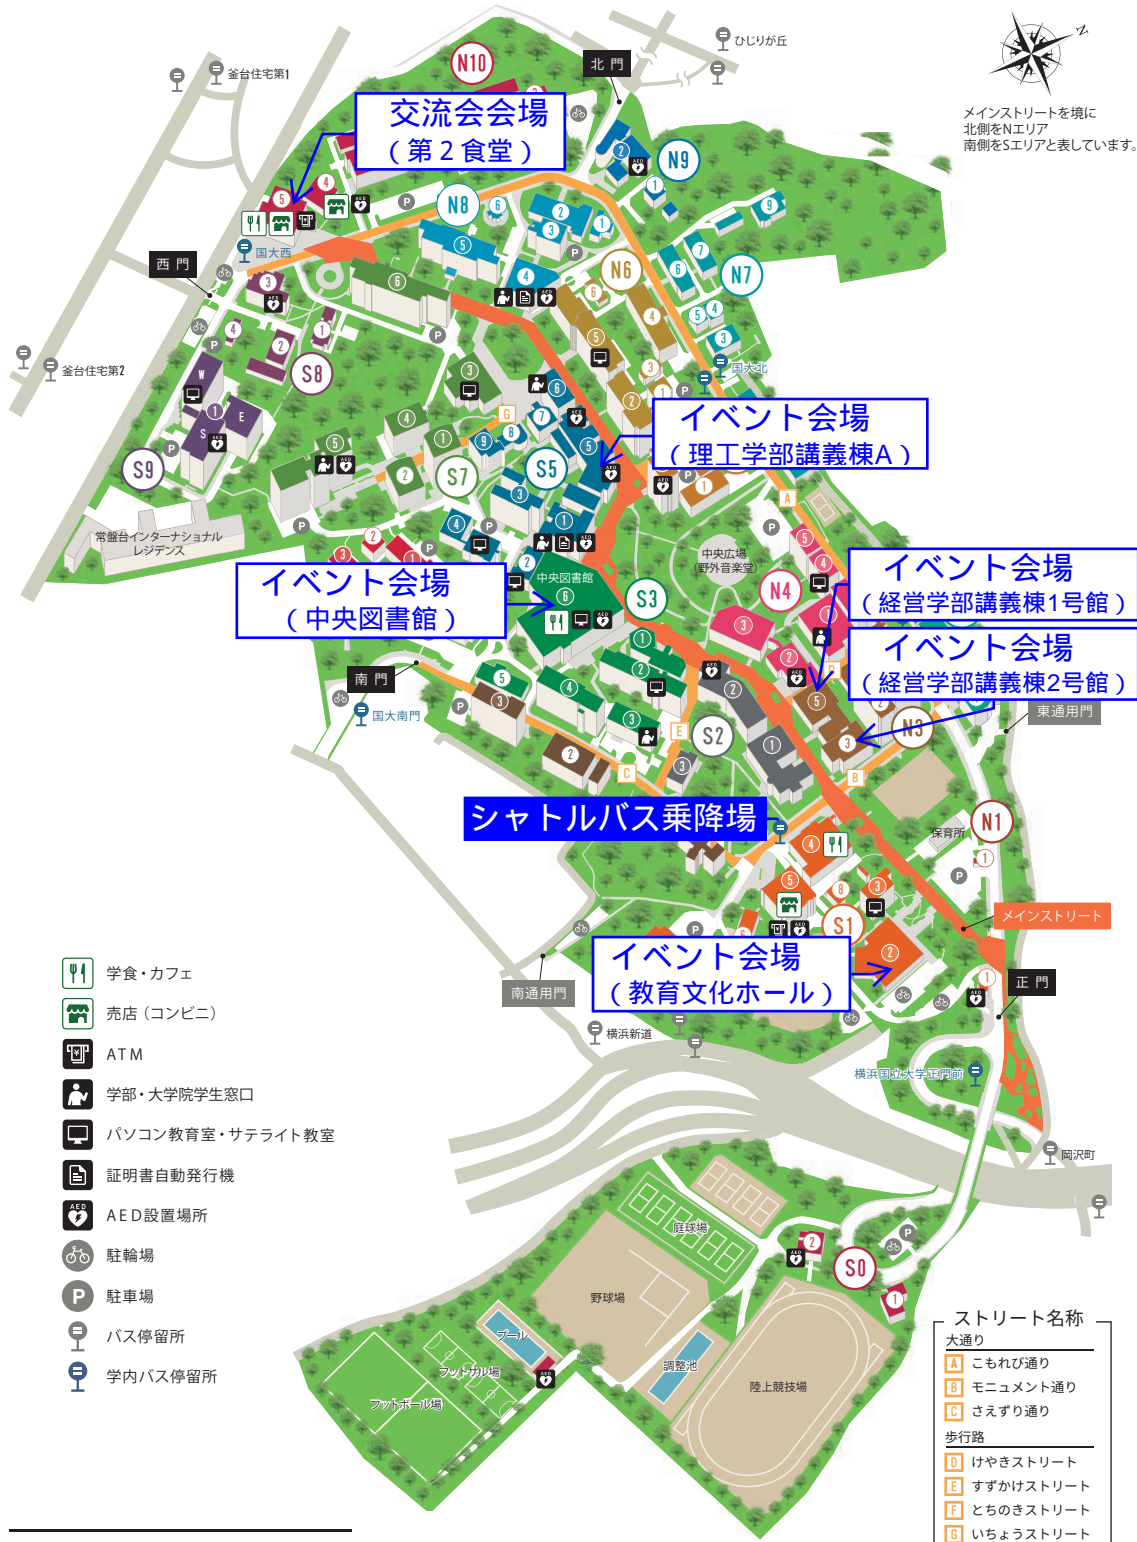 ひじりが丘
釜台住宅第1
N10
北門
Z
メインストリートを境に
北側をNエリア
南側をSエリアと表しています。
交流会会場
（第２食堂）
N9
N8
国大西
西門
N6
N7
釜台住宅第2
S8
国大北
イベント会場
（理工学部講義棟A）
G
W
E
S
1
S9
S5
S7
A
常盤台インターナショナル
レジデンス
中央広場
（野外音楽堂）
イベント会場
（経営学部講義棟1号館）
イベント会場
（中央図書館）
中央図書館
6
S3
N4
イベント会場
（経営学部講義棟2号館）
南門
国大南門
東通用門
S2
N3
E
C
B
シャトルバス乗降場
保育所
N1
メインストリート
S1
イベント会場
（教育文化ホール）
南通用門
正門
横浜新道
横浜国立大学正門前
岡沢町
学食・カフェ
売店（コンビニ）
ATM
学部・大学院学生窓口
パソコン教育室・サテライト教室
証明書自動発行機
AED設置場所
駐輪場
P 駐車場
バス停留所
学内バス停留所
庭球場
S0
野球場
プール
フットサル場
フットボール場
調整池
陸上競技場
ストリート名称
大通り
A こもれび通り
B モニュメント通り
C さえずり通り
歩行路
D けやきストリート
E すずかけストリート
F とちのきストリート
G いちょうストリート